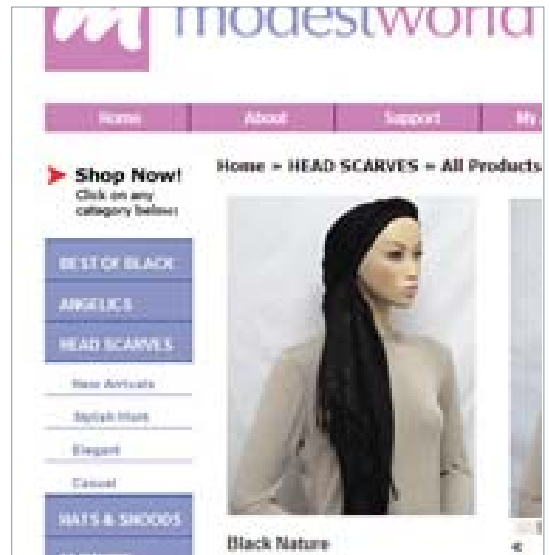 modestworld
Home About Support My
Shop Now!
Click on any
category below:
Home » HEAD SCARVES » All Products
BEST OF BLACK
ANGELICS
HEAD SCARVES
New Arrivals
Stylish
Elegant
Casual
HATS & SNOODS
Black Nature